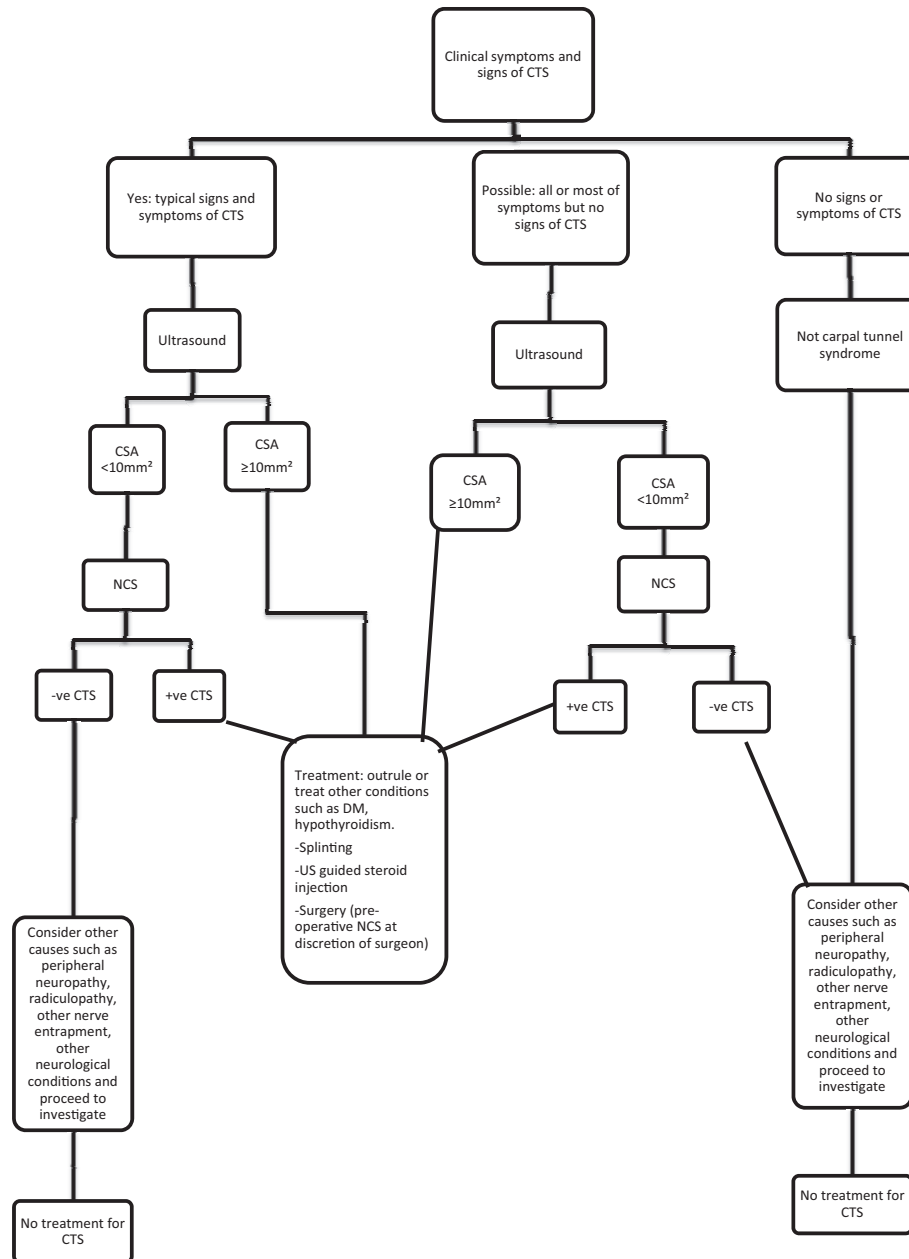 Clinical symptoms and
signs of CTS
Yes: typical signs and
symptoms of CTS
Possible: all or most of
symptoms but no
signs of CTS
No signs or
symptoms of CTS
Ultrasound
Ultrasound
Not carpal tunnel
syndrome
CSA
<10mm²
CSA
≥10mm²
CSA
≥10mm²
CSA
<10mm²
NCS
NCS
-ve CTS
+ve CTS
+ve CTS
-ve CTS
Treatment: outrule or
treat other conditions
such as DM,
hypothyroidism.
-Splinting
-US guided steroid
injection
-Surgery (pre-
operative NCS at
discretion of surgeon)
Consider other
causes such as
peripheral
neuropathy,
radiculopathy,
other nerve
entrapment,
other
neurological
conditions and
proceed to
investigate
Consider other
causes such as
peripheral
neuropathy,
radiculopathy,
other nerve
entrapment,
other
neurological
conditions and
proceed to
investigate
No treatment for
CTS
No treatment for
CTS